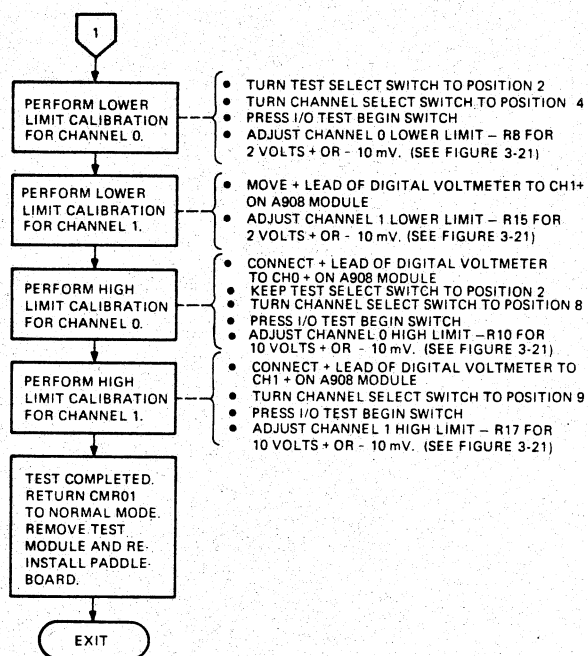 1
PERFORM LOWER
LIMIT CALIBRATION
FOR CHANNEL 0.
● TURN TEST SELECT SWITCH TO POSITION 2
● TURN CHANNEL SELECT SWITCH TO POSITION 4
● PRESS I/O TEST BEGIN SWITCH
● ADJUST CHANNEL 0 LOWER LIMIT – R8 FOR
2 VOLTS + OR - 10 mV. (SEE FIGURE 3-21)
PERFORM LOWER
LIMIT CALIBRATION
FOR CHANNEL 1.
● MOVE + LEAD OF DIGITAL VOLTMETER TO CH1+
ON A908 MODULE
● ADJUST CHANNEL 1 LOWER LIMIT – R15 FOR
2 VOLTS + OR - 10 mV. (SEE FIGURE 3-21)
PERFORM HIGH
LIMIT CALIBRATION
FOR CHANNEL 0.
● CONNECT + LEAD OF DIGITAL VOLTMETER
TO CH0 + ON A908 MODULE
● KEEP TEST SELECT SWITCH TO POSITION 2
● TURN CHANNEL SELECT SWITCH TO POSITION 8
● PRESS I/O TEST BEGIN SWITCH
● ADJUST CHANNEL 0 HIGH LIMIT – R10 FOR
10 VOLTS + OR - 10 mV. (SEE FIGURE 3-21)
PERFORM HIGH
LIMIT CALIBRATION
FOR CHANNEL 1.
● CONNECT + LEAD OF DIGITAL VOLTMETER TO
CH1 + ON A908 MODULE
● TURN CHANNEL SELECT SWITCH TO POSITION 9
● PRESS I/O TEST BEGIN SWITCH
● ADJUST CHANNEL 1 HIGH LIMIT – R17 FOR
10 VOLTS + OR - 10 mV. (SEE FIGURE 3-21)
TEST COMPLETED.
RETURN CMR01
TO NORMAL MODE.
REMOVE TEST
MODULE AND RE-
INSTALL PADDLE-
BOARD.
EXIT